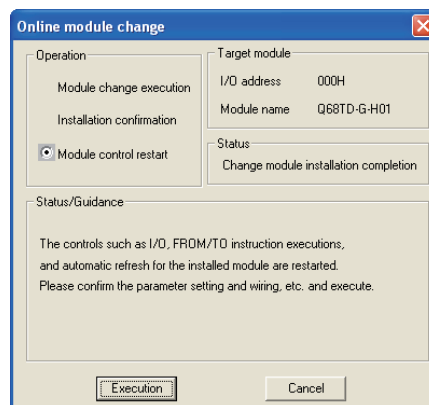 Online module change
Operation
Module change execution
Installation confirmation
Module control restart
Target module
I/O address 000H
Module name Q68TD-G-H01
Status
Change module installation completion
Status/Guidance
The controls such as I/O, FROM/TO instruction executions,
and automatic refresh for the installed module are restarted.
Please confirm the parameter setting and wiring, etc. and execute.
Execution
Cancel